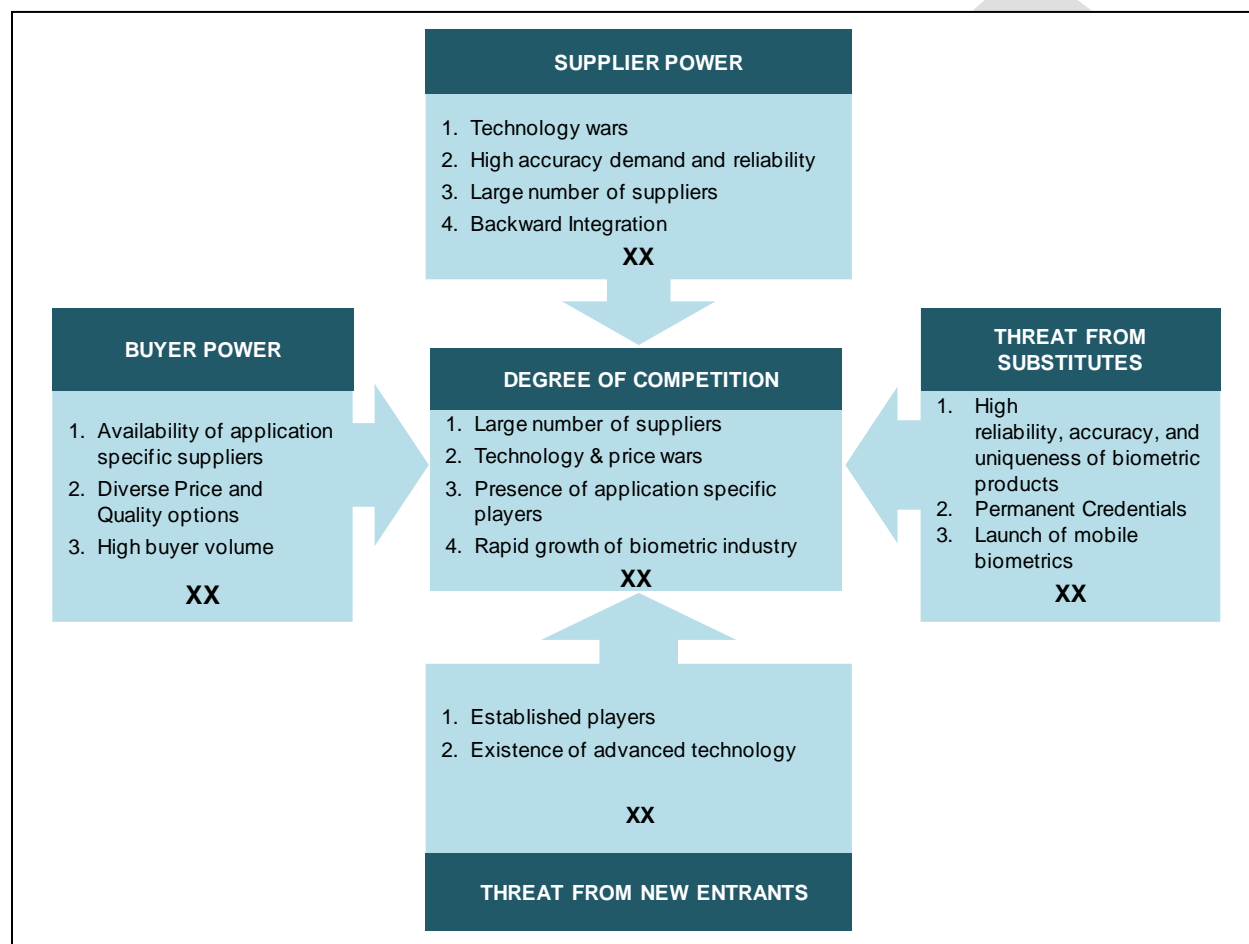 SUPPLIER POWER
1. Technology wars
2. High accuracy demand and reliability
3. Large number of suppliers
4. Backward Integration
XX
BUYER POWER
1. Availability of application
specific suppliers
2. Diverse Price and
Quality options
3. High buyer volume
XX
DEGREE OF COMPETITION
1. Large number of suppliers
2. Technology & price wars
3. Presence of application specific
players
4. Rapid growth of biometric industry
XX
THREAT FROM
SUBSTITUTES
1. High
reliability, accuracy, and
uniqueness of biometric
products
2. Permanent Credentials
3. Launch of mobile
biometrics
XX
1. Established players
2. Existence of advanced technology
XX
THREAT FROM NEW ENTRANTS